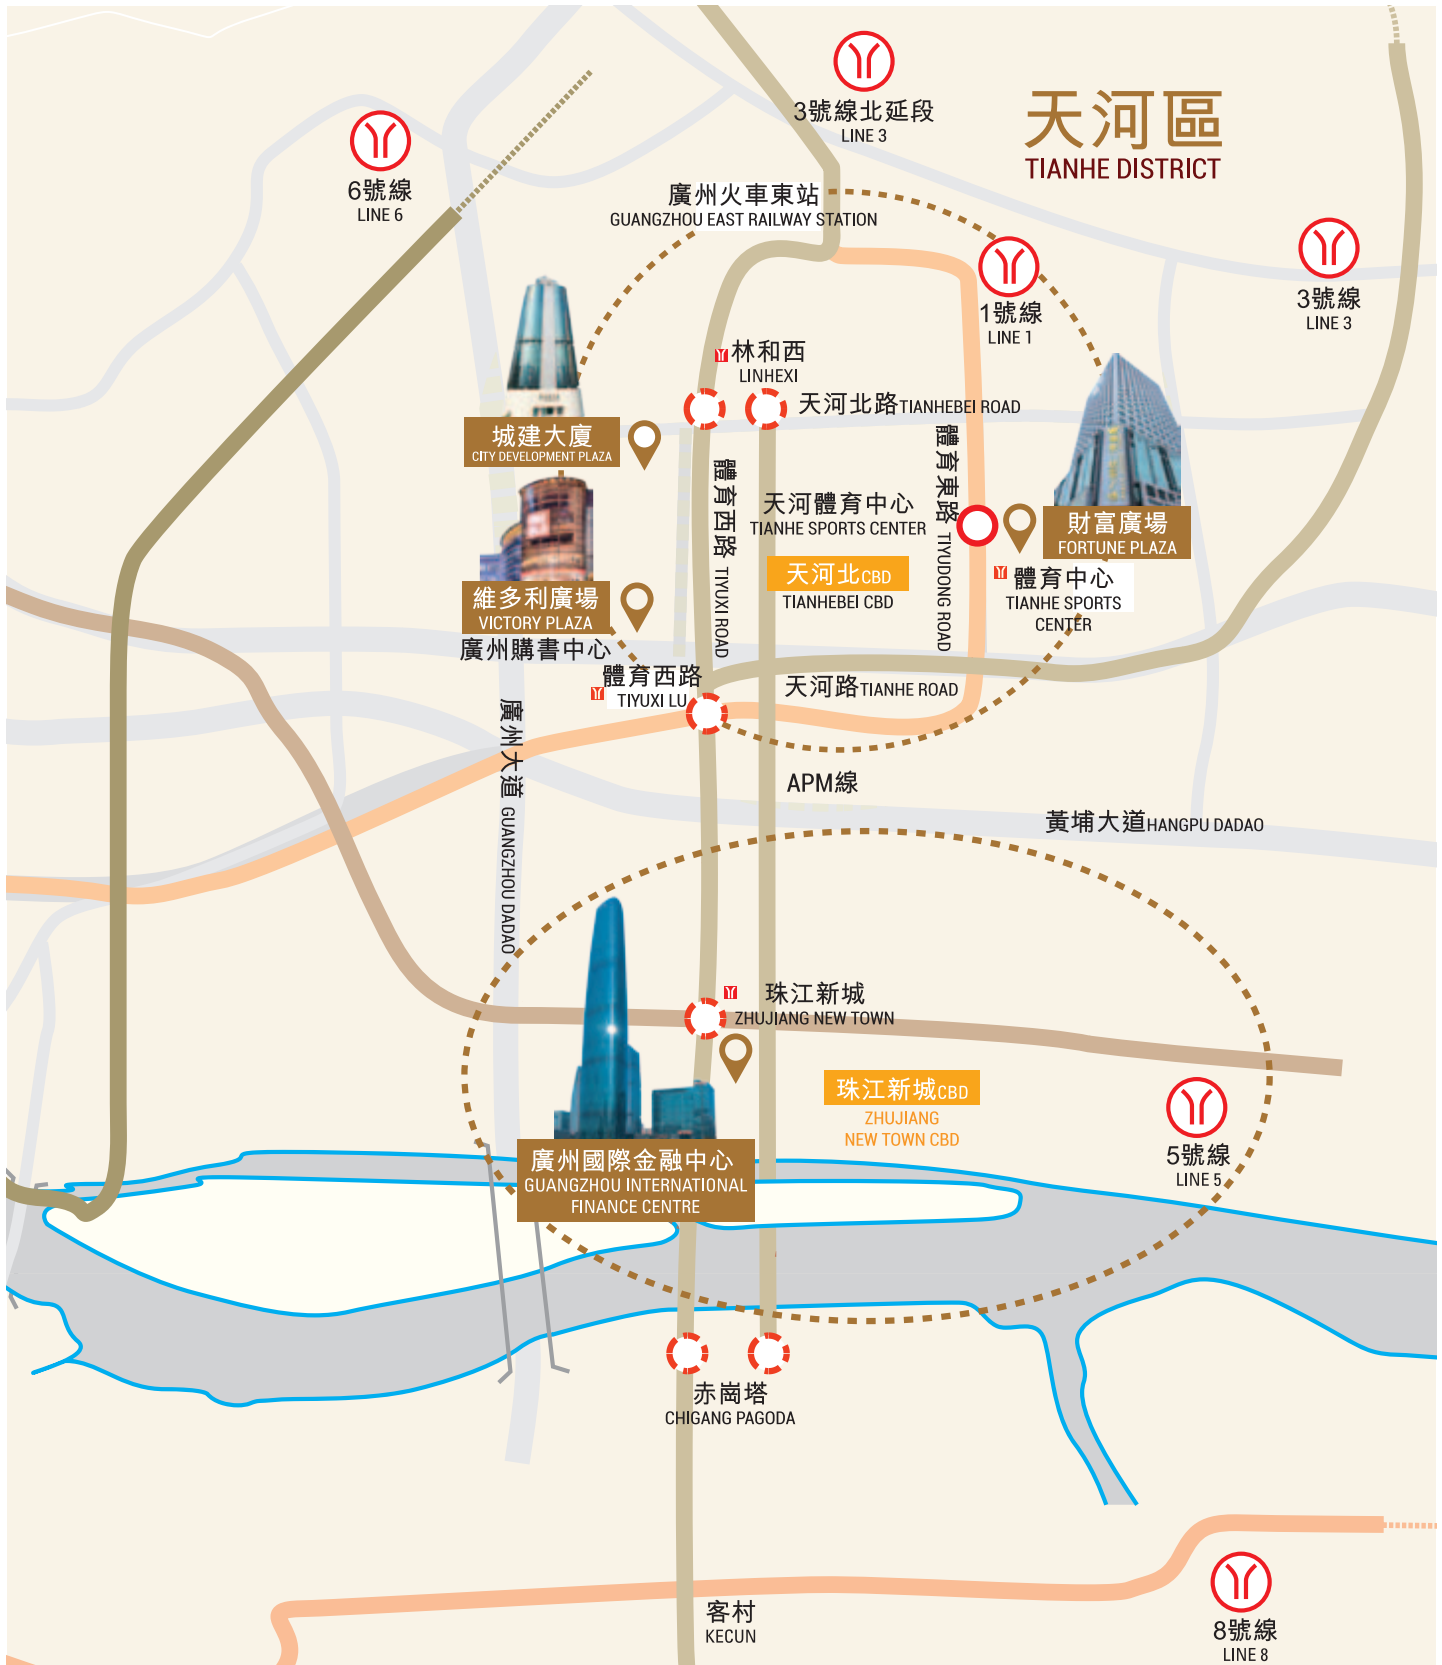 3號線北延段
LINE 3
天河區
TIANHE DISTRICT
6號線
LINE 6
廣州火車東站
GUANGZHOU EAST RAILWAY STATION
1號線
LINE 1
3號線
LINE 3
林和西
LINHEXI
天河北路TIANHEBEI ROAD
城建大廈
CITY DEVELOPMENT PLAZA
體育西路 TIYUXI ROAD
天河體育中心
TIANHE SPORTS CENTER
體育東路 TIYUDONG ROAD
財富廣場
FORTUNE PLAZA
天河北CBD
TIANHEBEI CBD
體育中心
TIANHE SPORTS
CENTER
維多利廣場
VICTORY PLAZA
廣州購書中心
體育西路
TIYUXI LU
天河路TIANHE ROAD
廣州大道 GUANGZHOU DADAO
APM線
黃埔大道HANGPU DADAO
珠江新城
ZHUJIANG NEW TOWN
珠江新城CBD
ZHUJIANG
NEW TOWN CBD
5號線
LINE 5
廣州國際金融中心
GUANGZHOU INTERNATIONAL
FINANCE CENTRE
赤崗塔
CHIGANG PAGODA
客村
KECUN
8號線
LINE 8